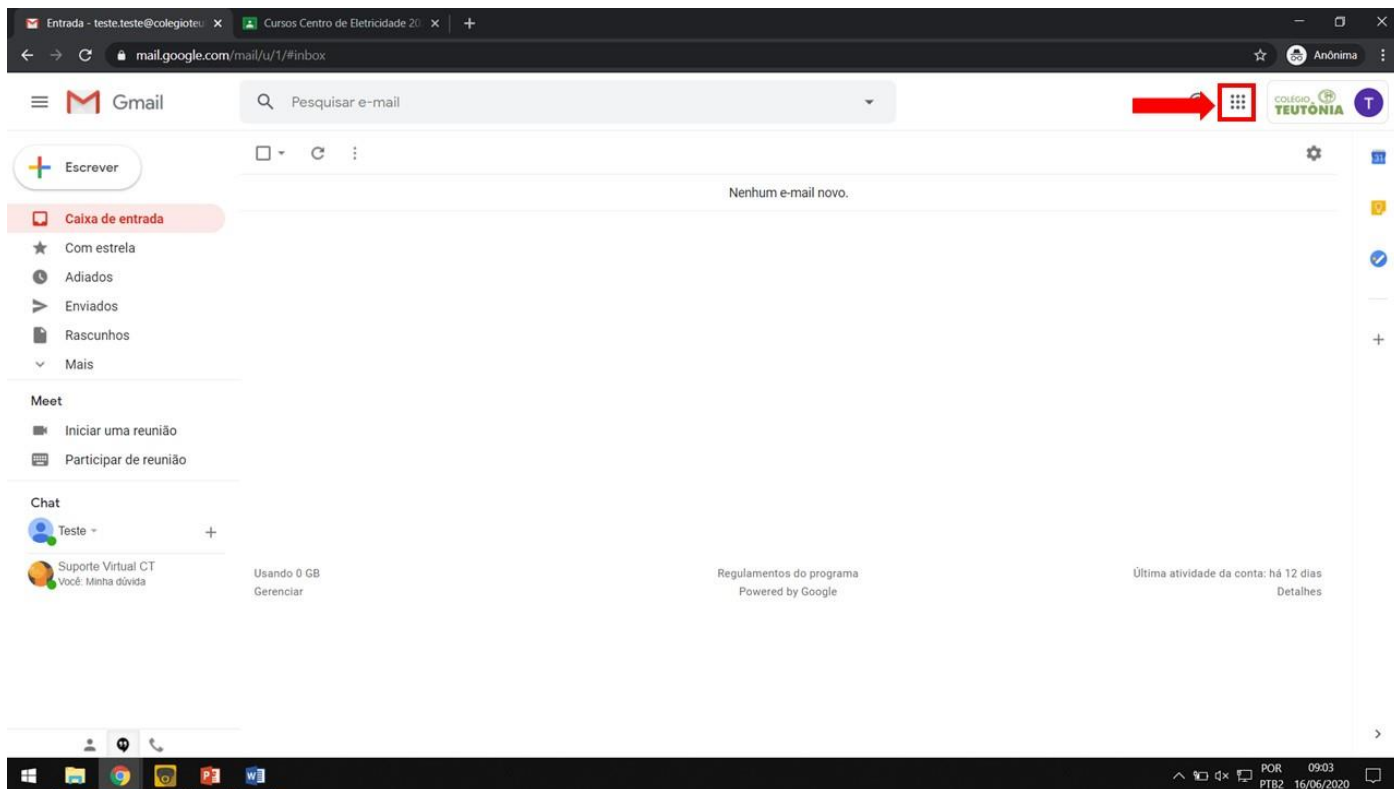 Entrada - teste.teste@colegioteu
Cursos Centro de Eletricidade 20
mail.google.com/mail/u/1/#inbox
Anônima
Gmail
Pesquisar e-mail
COLÉGIO
TEUTÔNIA
T
Escrever
31
Nenhum e-mail novo.
Caixa de entrada
Com estrela
Adiados
Enviados
Rascunhos
Mais
Meet
Iniciar uma reunião
Participar de reunião
Chat
Teste
Suporte Virtual CT
Você: Minha dúvida
Usando 0 GB
Gerenciar
Regulamentos do programa
Powered by Google
Última atividade da conta: há 12 dias
Detalhes
POR
PTB2
09:03
16/06/2020